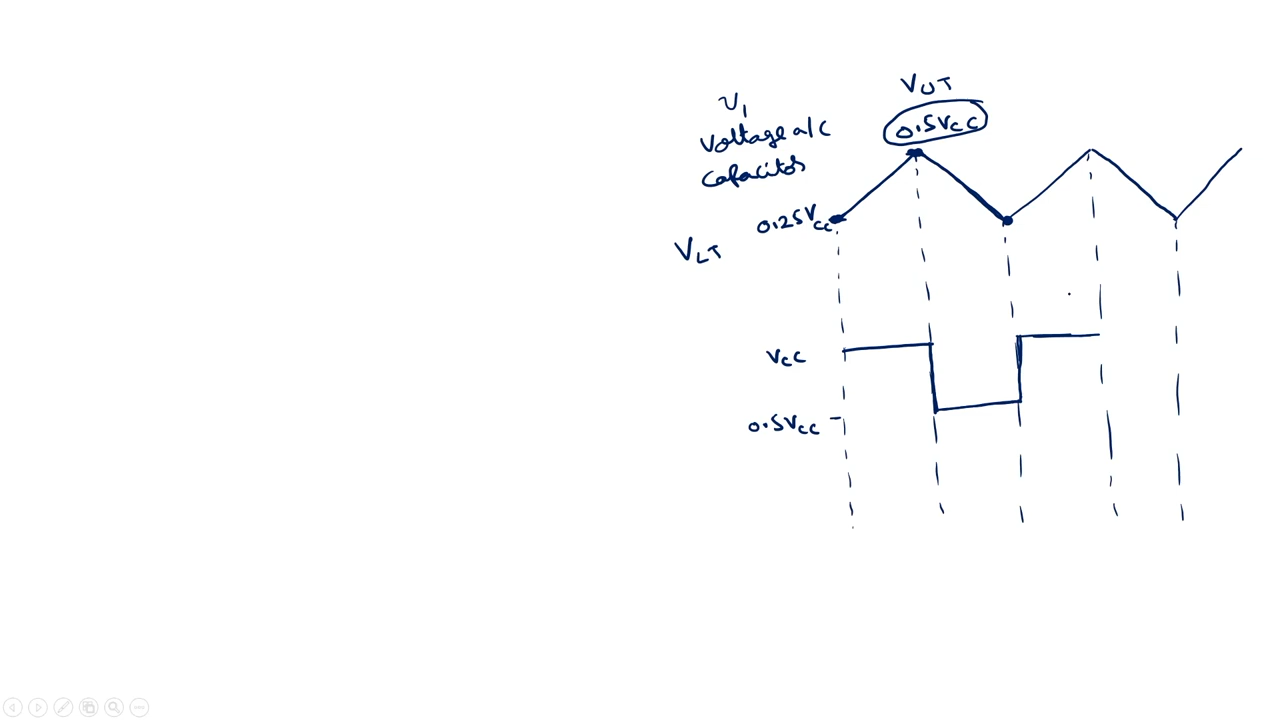 VUT
0.5VCC
V1
Voltage a/c
Capacitor
0.25VCC
VLT
VCC
0.5VCC